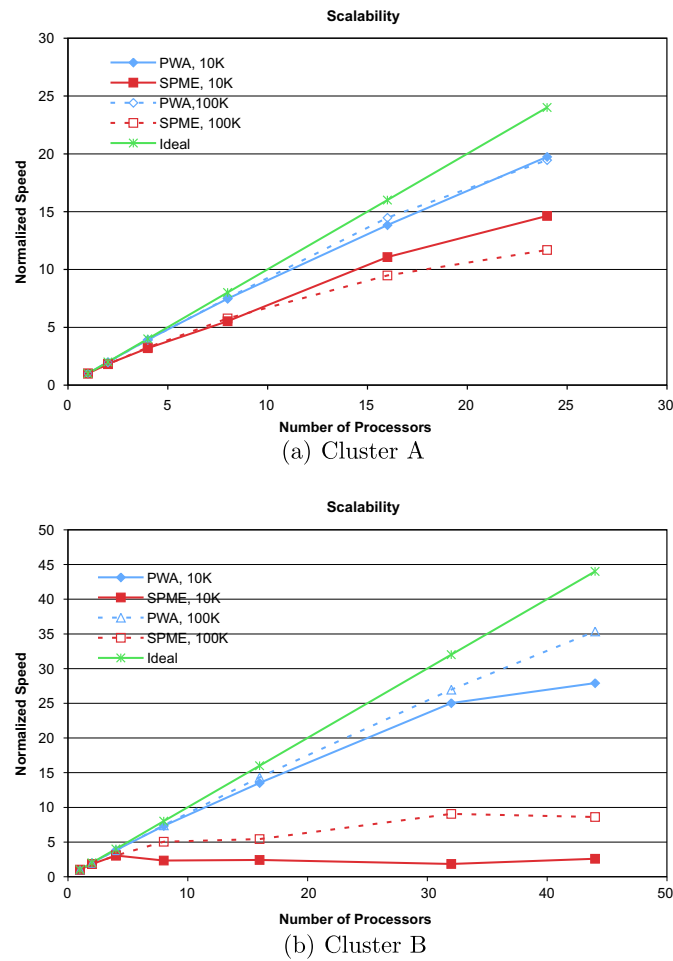 Scalability
30
25
20
15
10
5
0
Normalized Speed
PWA, 10K
SPME, 10K
PWA,100K
SPME, 100K
Ideal
0 5 10 15 20 25 30
Number of Processors
(a) Cluster A
Scalability
50
45
40
35
30
25
20
15
10
5
0
Normalized Speed
PWA, 10K
SPME, 10K
PWA, 100K
SPME, 100K
Ideal
0 10 20 30 40 50
Number of Processors
(b) Cluster B